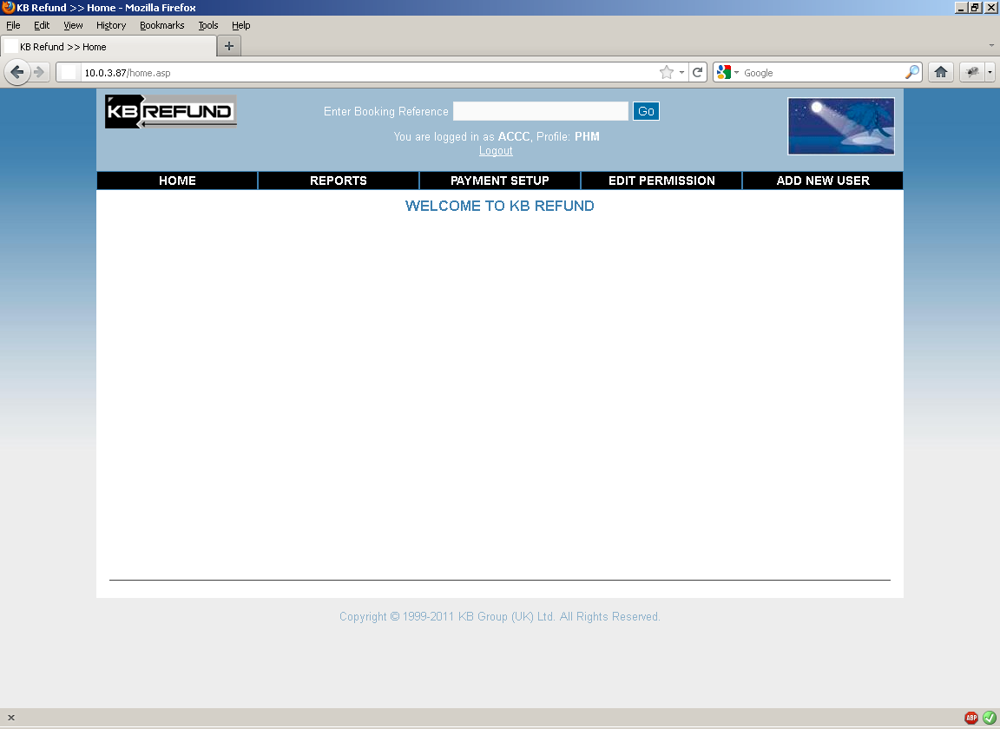 KB Refund >> Home - Mozilla Firefox
File Edit View History Bookmarks Tools Help
KB Refund >> Home
10.0.3.87/home.asp
Google
KB REFUND
Enter Booking Reference
Go
You are logged in as ACCC, Profile: PHM
Logout
HOME REPORTS PAYMENT SETUP EDIT PERMISSION ADD NEW USER
WELCOME TO KB REFUND
Copyright © 1999-2011 KB Group (UK) Ltd. All Rights Reserved.
ABP